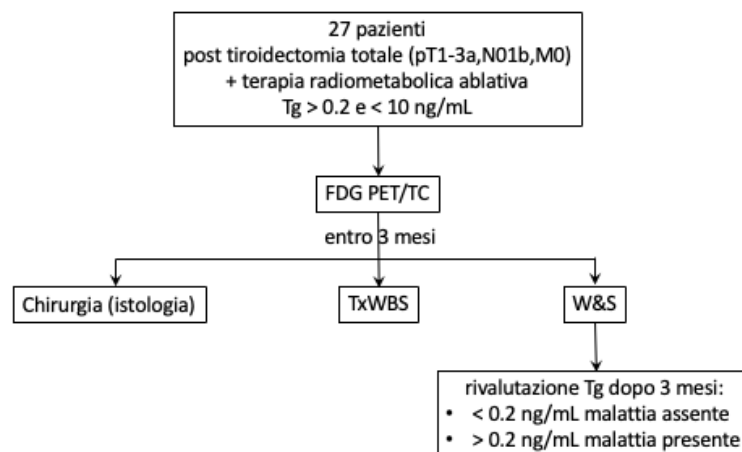 27 pazienti
post tiroidectomia totale (pT1-3a,N01b,M0)
+ terapia radiometabolica ablativa
Tg > 0.2 e < 10 ng/mL
FDG PET/TC
entro 3 mesi
Chirurgia (istologia)
TxWBS
W&S
rivalutazione Tg dopo 3 mesi:
• < 0.2 ng/mL malattia assente
• > 0.2 ng/mL malattia presente